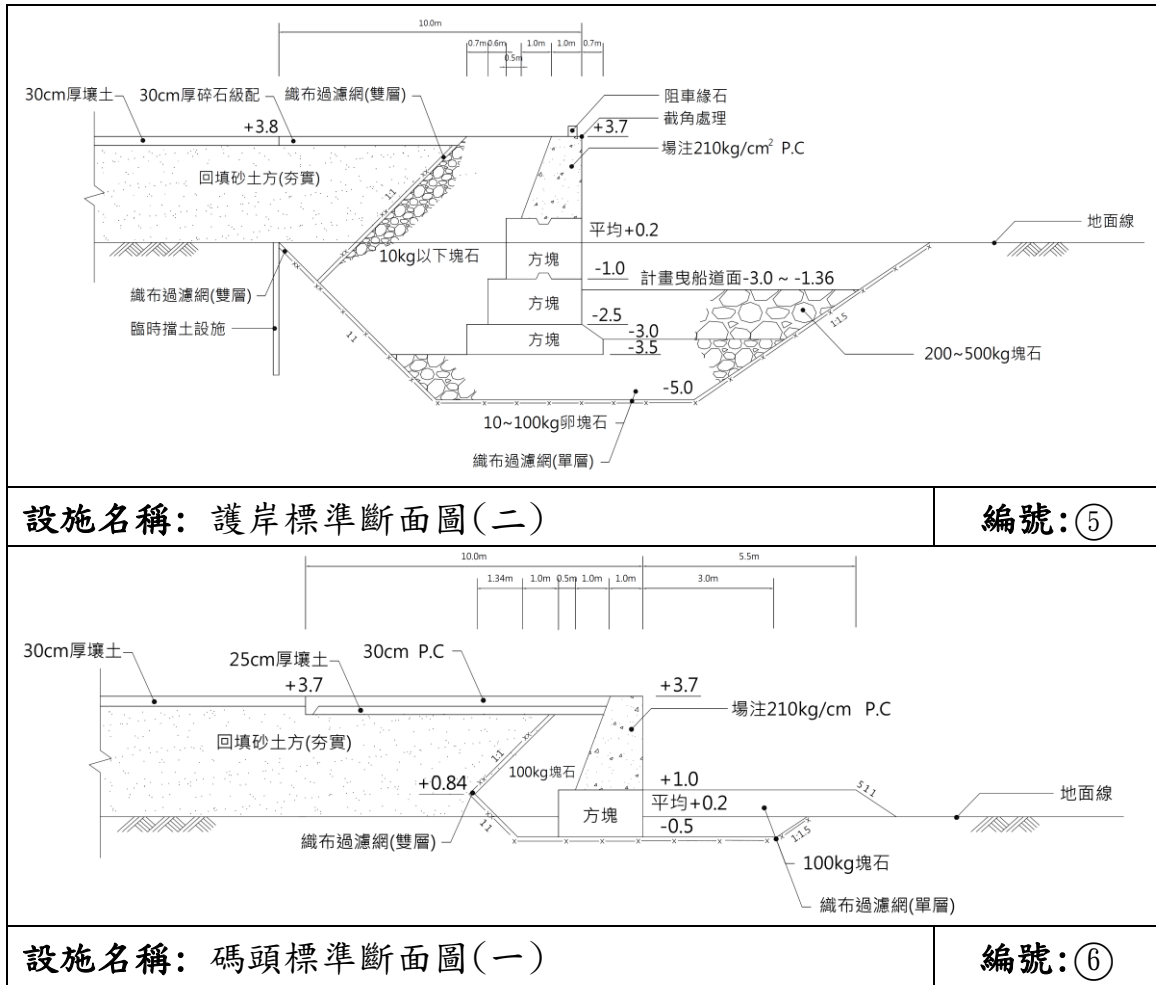 10.0m
0.7m 0.6m 1.0m 1.0m 0.7m
0.5m
30cm厚壤土 30cm厚碎石級配 織布過濾網(雙層) 阻車緣石
截角處理
+3.8 +3.7
場注210kg/cm² P.C
回填砂土方(夯實) 1:1
平均+0.2 地面線
10kg以下塊石 方塊
-1.0 計畫曳船道面-3.0 ~ -1.36
織布過濾網(雙層)
方塊
-2.5
臨時擋土設施 1:1 方塊 -3.0 1:1.5
-3.5 200~500kg塊石
-5.0
10~100kg卵塊石
織布過濾網(單層)
設施名稱: 護岸標準斷面圖(二) 編號:⑤
10.0m 5.5m
1.34m 1.0m 0.5m 1.0m 1.0m 3.0m
30cm厚壤土 25cm厚壤土 30cm P.C
+3.7 +3.7
場注210kg/cm P.C
回填砂土方(夯實) 1:1
100kg塊石
+0.84 +1.0
方塊 平均+0.2 地面線
1:1 -0.5 1:1.5
織布過濾網(雙層)
100kg塊石
織布過濾網(單層)
設施名稱: 碼頭標準斷面圖(一) 編號:⑥